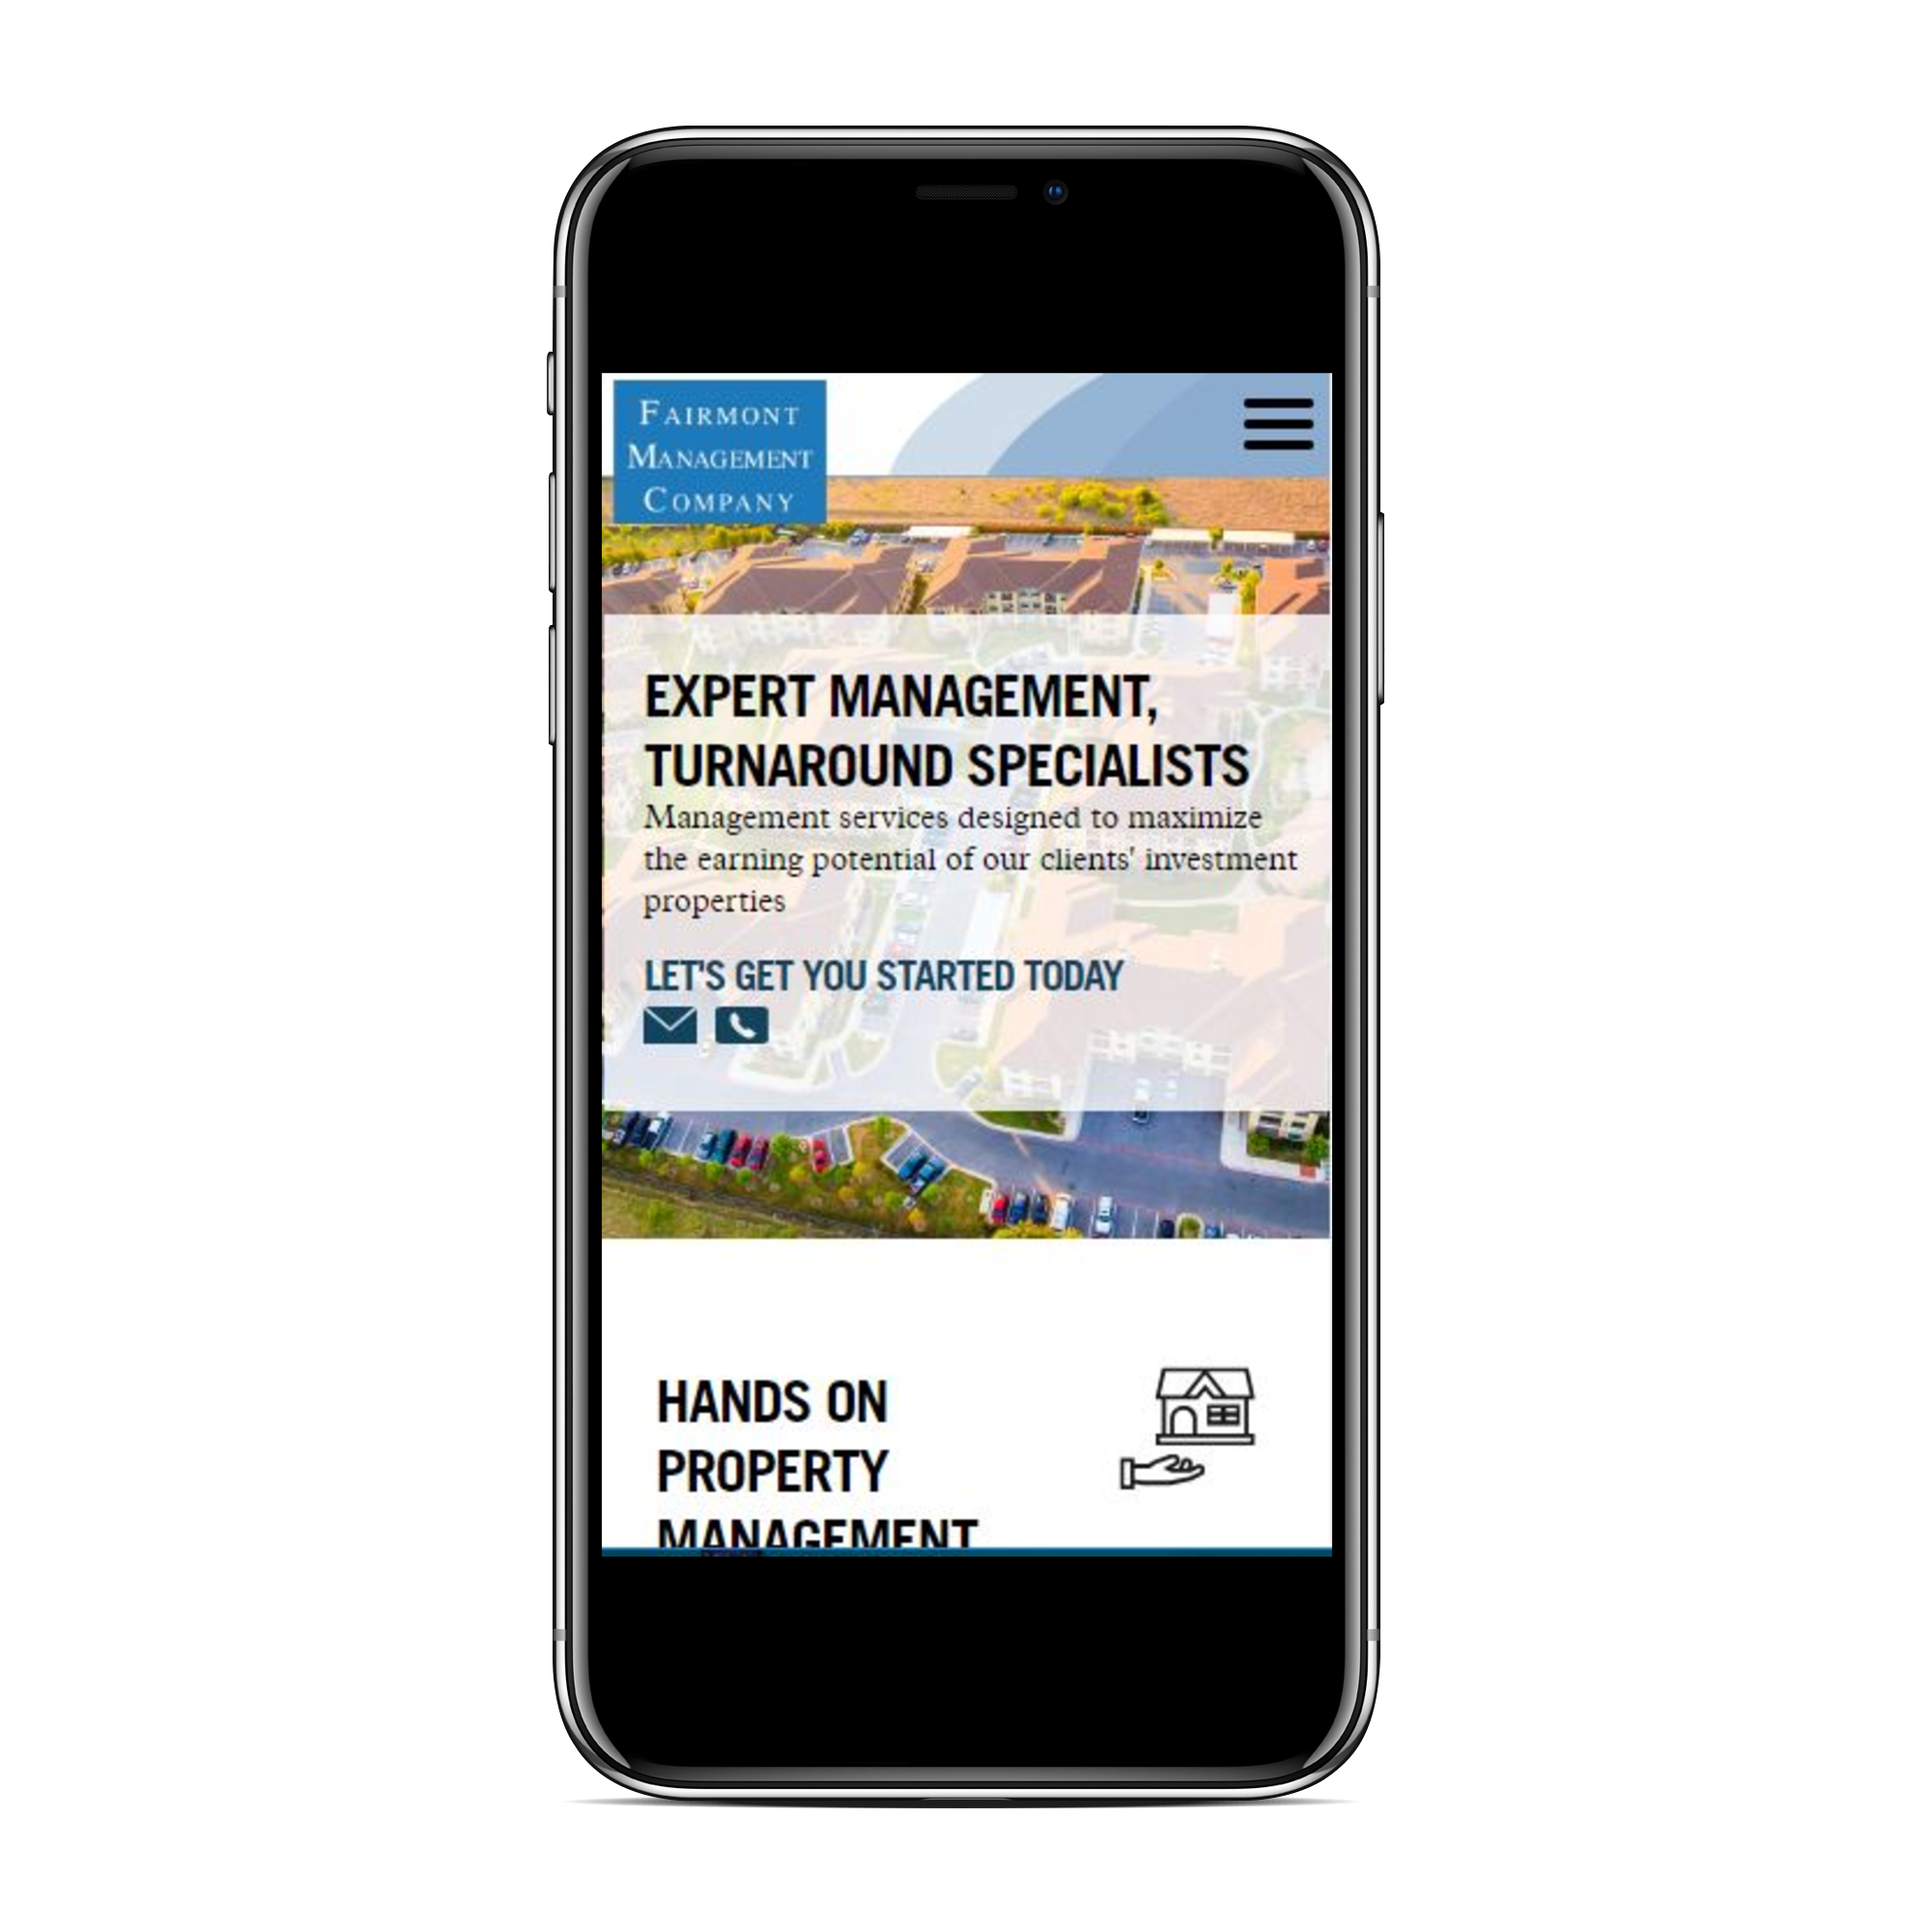 FAIRMONT
MANAGEMENT
COMPANY
EXPERT MANAGEMENT,
TURNAROUND SPECIALISTS
Management services designed to maximize
the earning potential of our clients' investment
properties
LET'S GET YOU STARTED TODAY
HANDS ON
PROPERTY
MANAGEMENT